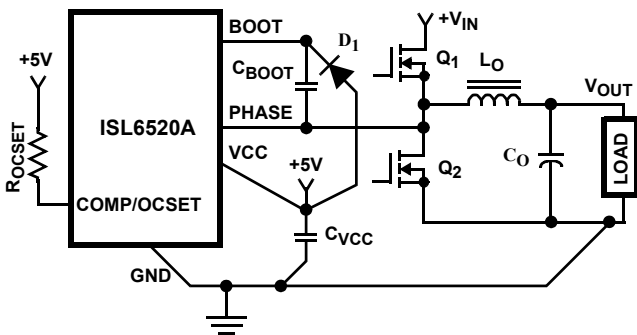 +VIN
BOOT
D1
+5V
Q1
LO
CBOOT
VOUT
PHASE
ISL6520A
ROCSET
VCC
+5V
Q2
CO
LOAD
COMP/OCSET
CVCC
GND